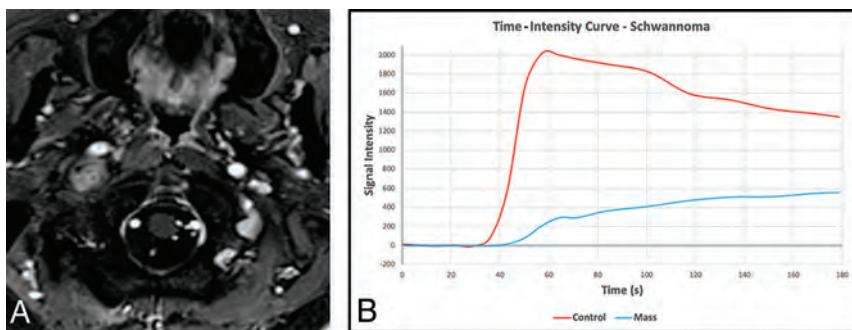 A
B
Time-Intensity Curve - Schwannoma
Signal Intensity
2000
1800
1600
1400
1200
1000
800
600
400
200
0
-200
0 20 40 60 80 100 120 140 160 180
Time (s)
Control Mass